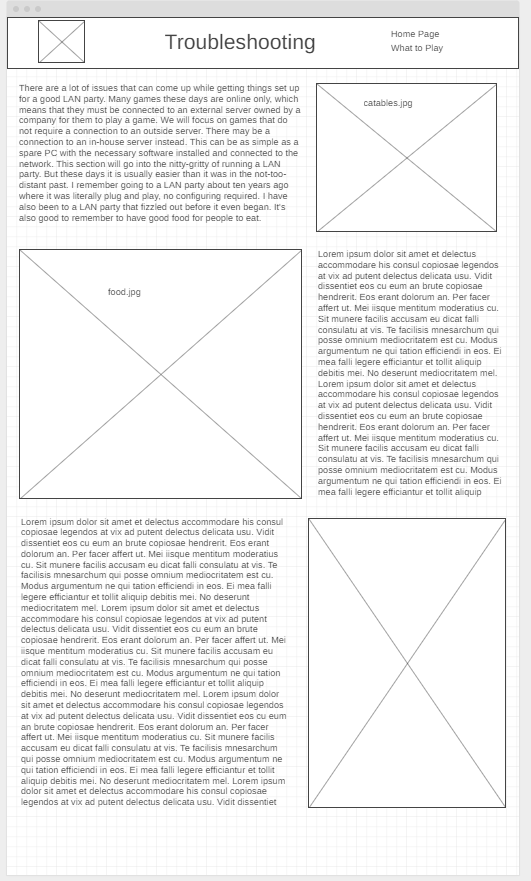 Troubleshooting
Home Page
What to Play
There are a lot of issues that can come up while getting things set up
for a good LAN party. Many games these days are online only, which
means that they must be connected to an external server owned by a
company for them to play a game. We will focus on games that do
not require a connection to an outside server. There may be a
connection to an in-house server instead. This can be as simple as a
spare PC with the necessary software installed and connected to the
network. This section will go into the nitty-gritty of running a LAN
party. But these days it is usually easier than it was in the not-too-
distant past. I remember going to a LAN party about ten years ago
where it was literally plug and play, no configuring required. I have
also been to a LAN party that fizzled out before it even began. It's
also good to remember to have good food for people to eat.
catables.jpg
food.jpg
Lorem ipsum dolor sit amet et delectus
accommodare his consul copiosae legendos
at vix ad putent delectus delicata usu. Vidit
dissentiet eos cu eum an brute copiosae
hendrerit. Eos erant dolorum an. Per facer
affert ut. Mei iisque mentitum moderatius cu.
Sit munere facilis accusam eu dicat falli
consulatu at vis. Te facilisis mnesarchum qui
posse omnium mediocritatem est cu. Modus
argumentum ne qui tation efficiendi in eos. Ei
mea falli legere efficiantur et tollit aliquip
debitis mei. No deserunt mediocritatem mel.
Lorem ipsum dolor sit amet et delectus
accommodare his consul copiosae legendos
at vix ad putent delectus delicata usu. Vidit
dissentiet eos cu eum an brute copiosae
hendrerit. Eos erant dolorum an. Per facer
affert ut. Mei iisque mentitum moderatius cu.
Sit munere facilis accusam eu dicat falli
consulatu at vis. Te facilisis mnesarchum qui
posse omnium mediocritatem est cu. Modus
argumentum ne qui tation efficiendi in eos. Ei
mea falli legere efficiantur et tollit aliquip
Lorem ipsum dolor sit amet et delectus accommodare his consul
copiosae legendos at vix ad putent delectus delicata usu. Vidit
dissentiet eos cu eum an brute copiosae hendrerit. Eos erant
dolorum an. Per facer affert ut. Mei iisque mentitum moderatius
cu. Sit munere facilis accusam eu dicat falli consulatu at vis. Te
facilisis mnesarchum qui posse omnium mediocritatem est cu.
Modus argumentum ne qui tation efficiendi in eos. Ei mea falli
legere efficiantur et tollit aliquip debitis mei. No deserunt
mediocritatem mel. Lorem ipsum dolor sit amet et delectus
accommodare his consul copiosae legendos at vix ad putent
delectus delicata usu. Vidit dissentiet eos cu eum an brute
copiosae hendrerit. Eos erant dolorum an. Per facer affert ut. Mei
iisque mentitum moderatius cu. Sit munere facilis accusam eu
dicat falli consulatu at vis. Te facilisis mnesarchum qui posse
omnium mediocritatem est cu. Modus argumentum ne qui tation
efficiendi in eos. Ei mea falli legere efficiantur et tollit aliquip
debitis mei. No deserunt mediocritatem mel. Lorem ipsum dolor
sit amet et delectus accommodare his consul copiosae legendos
at vix ad putent delectus delicata usu. Vidit dissentiet eos cu eum
an brute copiosae hendrerit. Eos erant dolorum an. Per facer
affert ut. Mei iisque mentitum moderatius cu. Sit munere facilis
accusam eu dicat falli consulatu at vis. Te facilisis mnesarchum
qui posse omnium mediocritatem est cu. Modus argumentum ne
qui tation efficiendi in eos. Ei mea falli legere efficiantur et tollit
aliquip debitis mei. No deserunt mediocritatem mel. Lorem ipsum
dolor sit amet et delectus accommodare his consul copiosae
legendos at vix ad putent delectus delicata usu. Vidit dissentiet